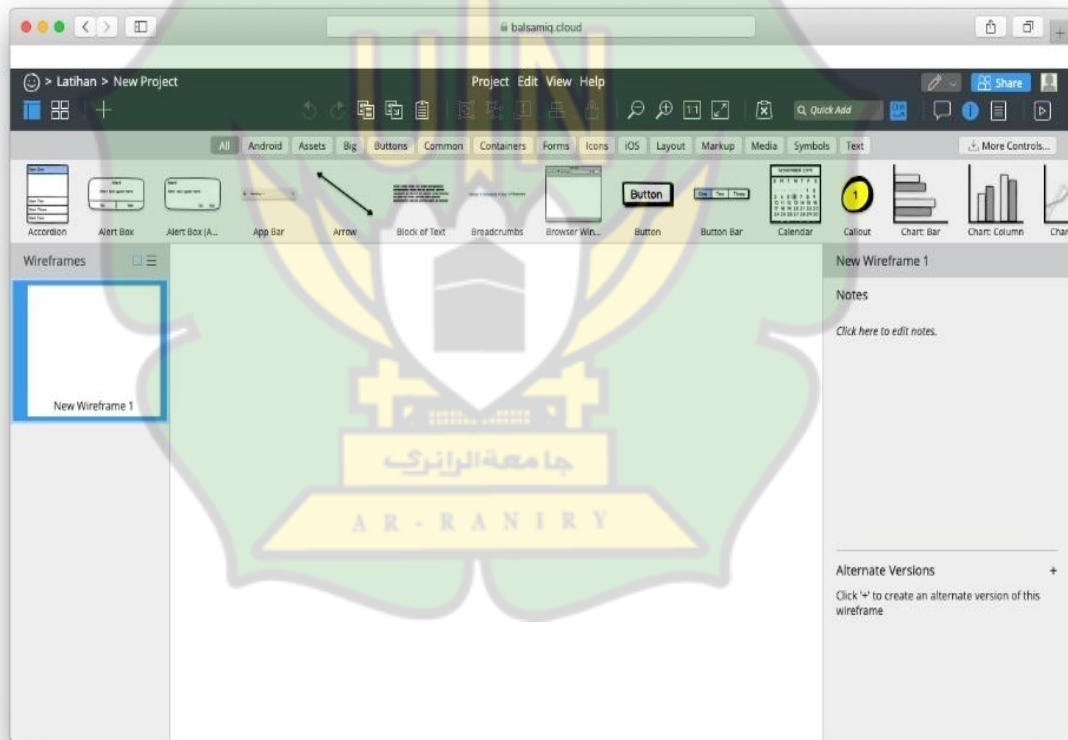 balsamiq.cloud
> Latihan > New Project
Project Edit View Help
Share
1:1
Quick Add
All Android Assets Big Buttons Common Containers Forms Icons iOS Layout Markup Media Symbols Text
More Controls...
Button
1
Accordion Alert Box Alert Box (A... App Bar Arrow Block of Text Breadcrumbs Browser Win... Button Button Bar Calendar Callout Chart: Bar Chart: Column Char
Wireframes
New Wireframe 1
New Wireframe 1
Notes
Click here to edit notes.
Alternate Versions +
Click '+' to create an alternate version of this
wireframe
UIN
جامعة الرانري
AR-RANIRY